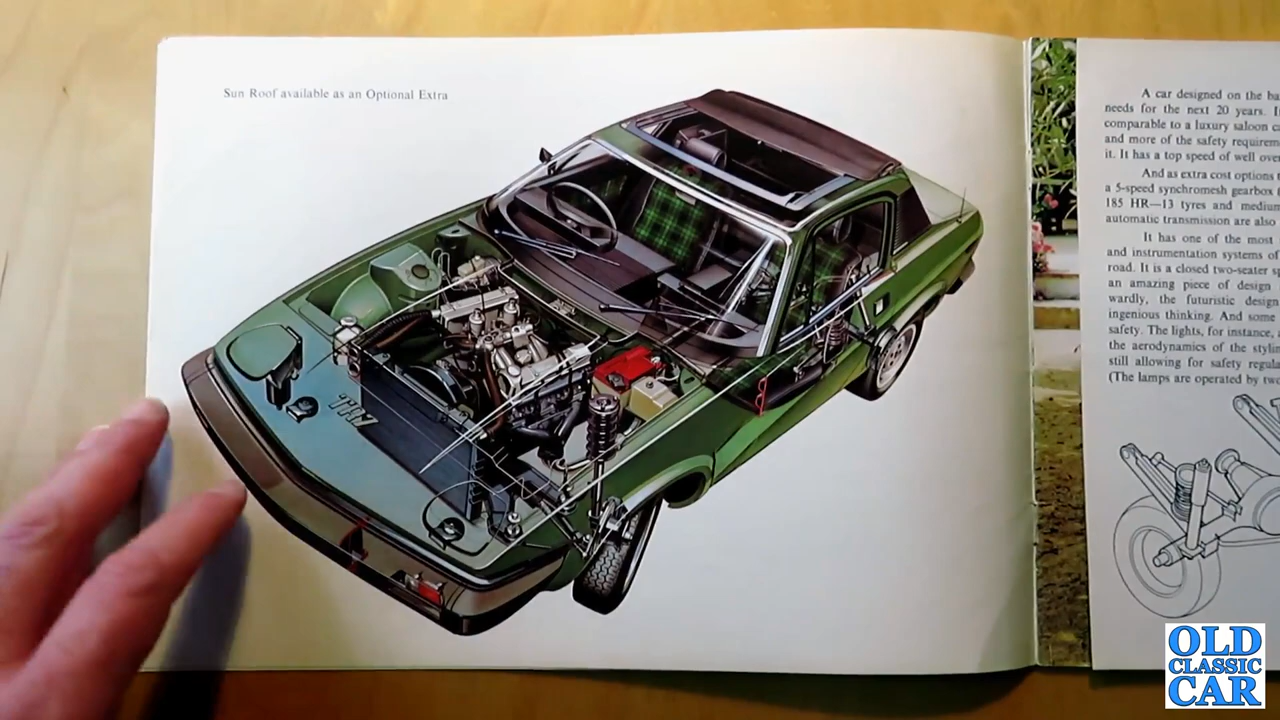 Sun Roof available as an Optional Extra
TR7
A car designed on the ba
needs for the next 20 years. I
comparable to a luxury saloon c
and more of the safety requirem
it. It has a top speed of well over
And as extra cost options t
a 5-speed synchromesh gearbox
185 HR—13 tyres and medium
automatic transmission are also
It has one of the most
and instrumentation systems of
road. It is a closed two-seater s
an amazing piece of design
wardly, the futuristic design
ingenious thinking. And some
safety. The lights, for instance,
the aerodynamics of the stylin
still allowing for safety regula
(The lamps are operated by two
OLD
CLASSIC
CAR